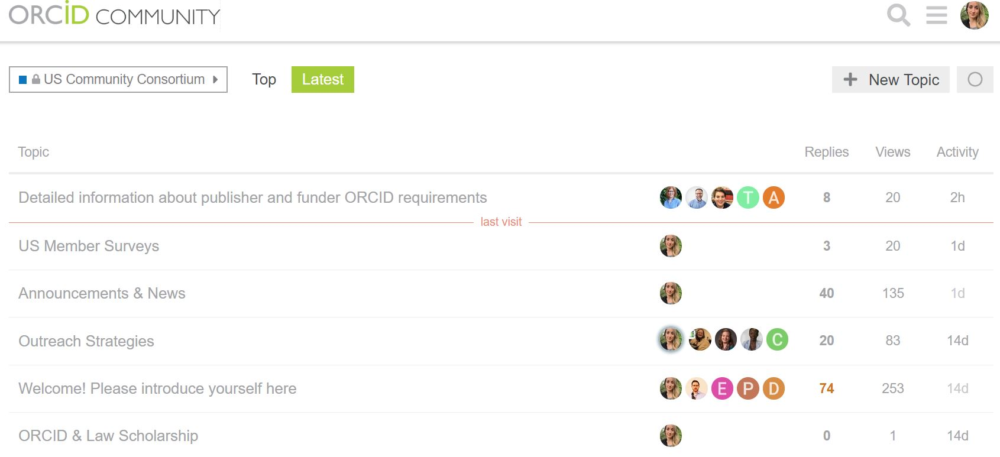 ORCID COMMUNITY
US Community Consortium Top Latest New Topic
Topic Replies Views Activity
Detailed information about publisher and funder ORCID requirements T A 8 20 2h
last visit
US Member Surveys 3 20 1d
Announcements & News 40 135 1d
Outreach Strategies C 20 83 14d
Welcome! Please introduce yourself here E P D 74 253 14d
ORCID & Law Scholarship 0 1 14d